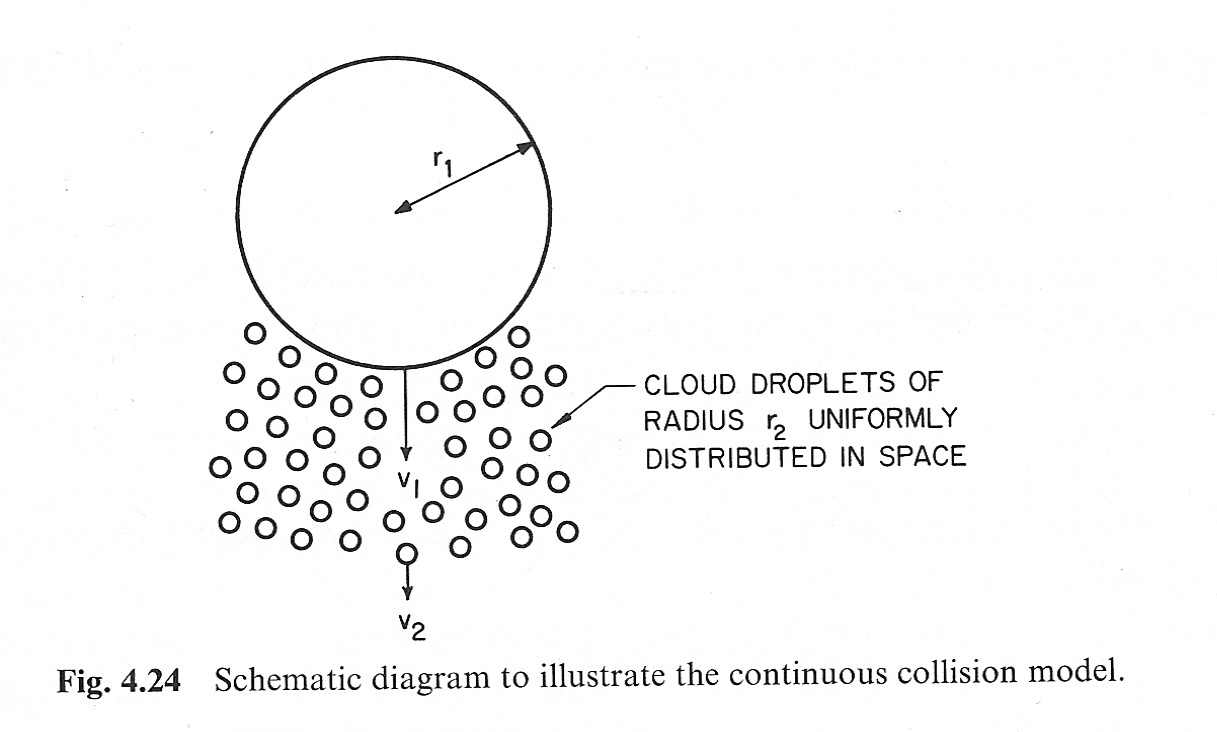 r₁
CLOUD DROPLETS OF
RADIUS r₂ UNIFORMLY
DISTRIBUTED IN SPACE
v₁
v₂
Fig. 4.24 Schematic diagram to illustrate the continuous collision model.